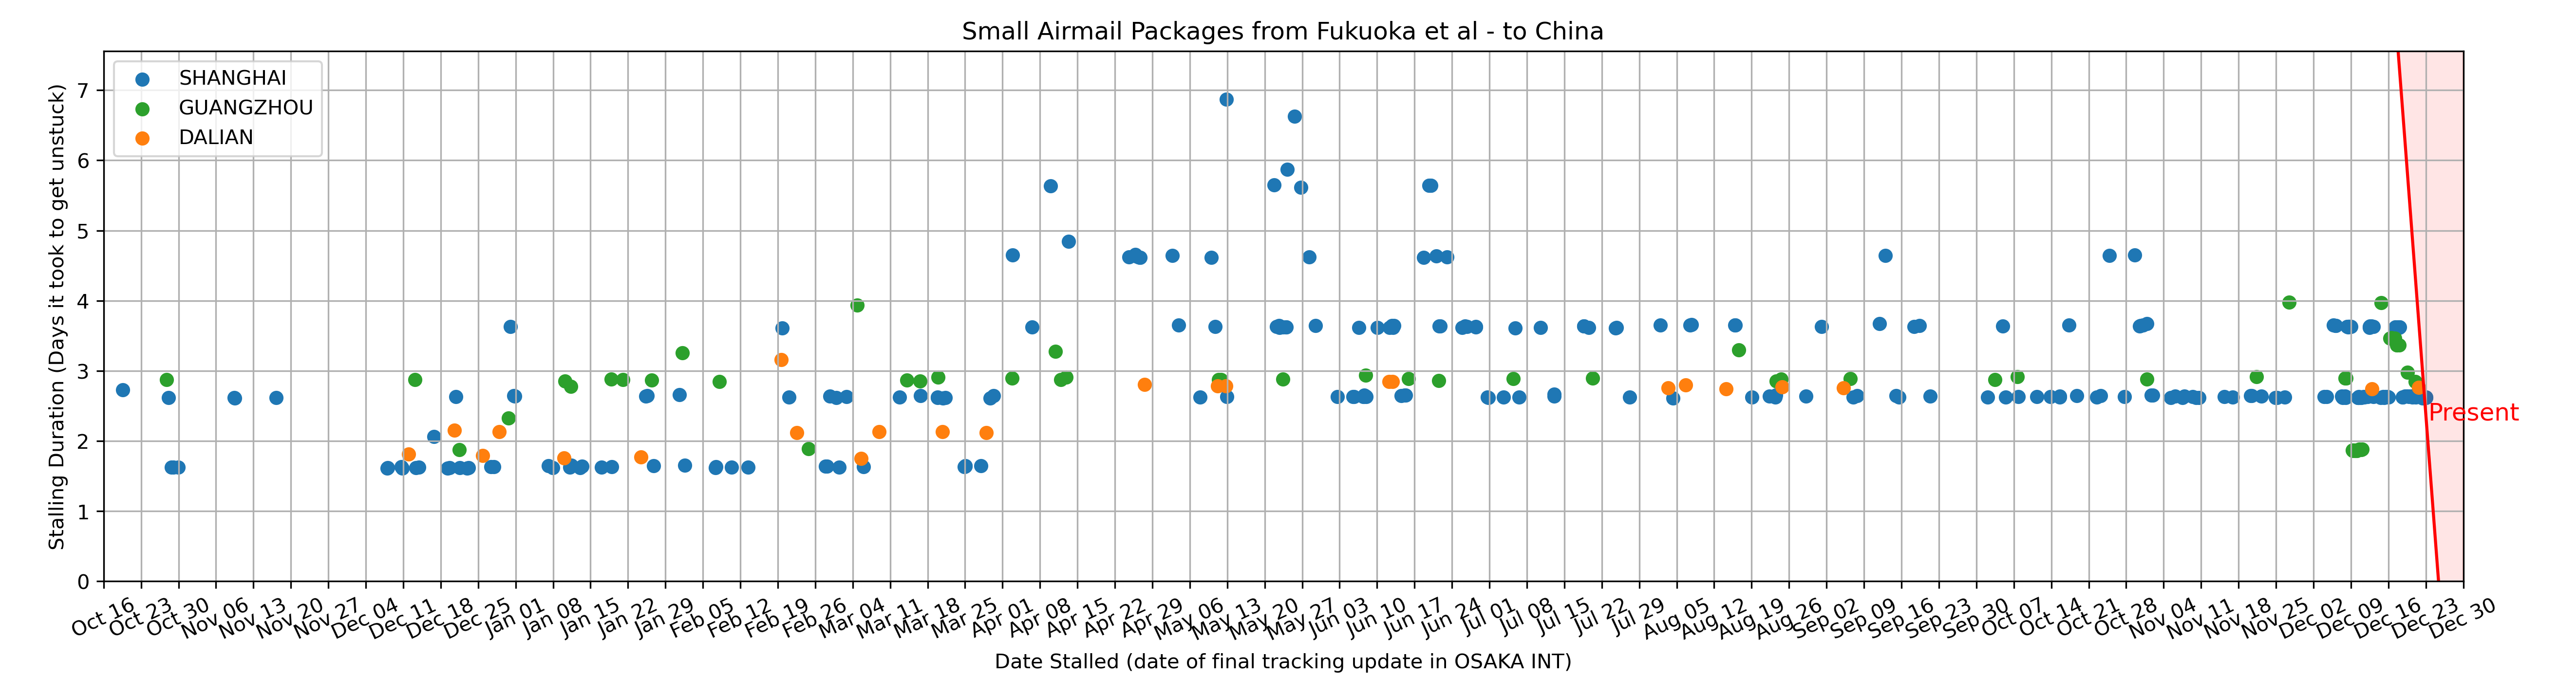 Small Airmail Packages from Fukuoka et al - to China
SHANGHAI
GUANGZHOU
DALIAN
Stalling Duration (Days it took to get unstuck)
7
6
5
4
3
2
1
0
Present
Oct 16
Oct 23
Oct 30
Nov 06
Nov 13
Nov 20
Nov 27
Dec 04
Dec 11
Dec 18
Dec 25
Jan 01
Jan 08
Jan 15
Jan 22
Jan 29
Feb 05
Feb 12
Feb 19
Feb 26
Mar 04
Mar 11
Mar 18
Mar 25
Apr 01
Apr 08
Apr 15
Apr 22
Apr 29
May 06
May 13
May 20
May 27
Jun 03
Jun 10
Jun 17
Jun 24
Jul 01
Jul 08
Jul 15
Jul 22
Jul 29
Aug 05
Aug 12
Aug 19
Aug 26
Sep 02
Sep 09
Sep 16
Sep 23
Sep 30
Oct 07
Oct 14
Oct 21
Oct 28
Nov 04
Nov 11
Nov 18
Nov 25
Dec 02
Dec 09
Dec 16
Dec 23
Dec 30
Date Stalled (date of final tracking update in OSAKA INT)